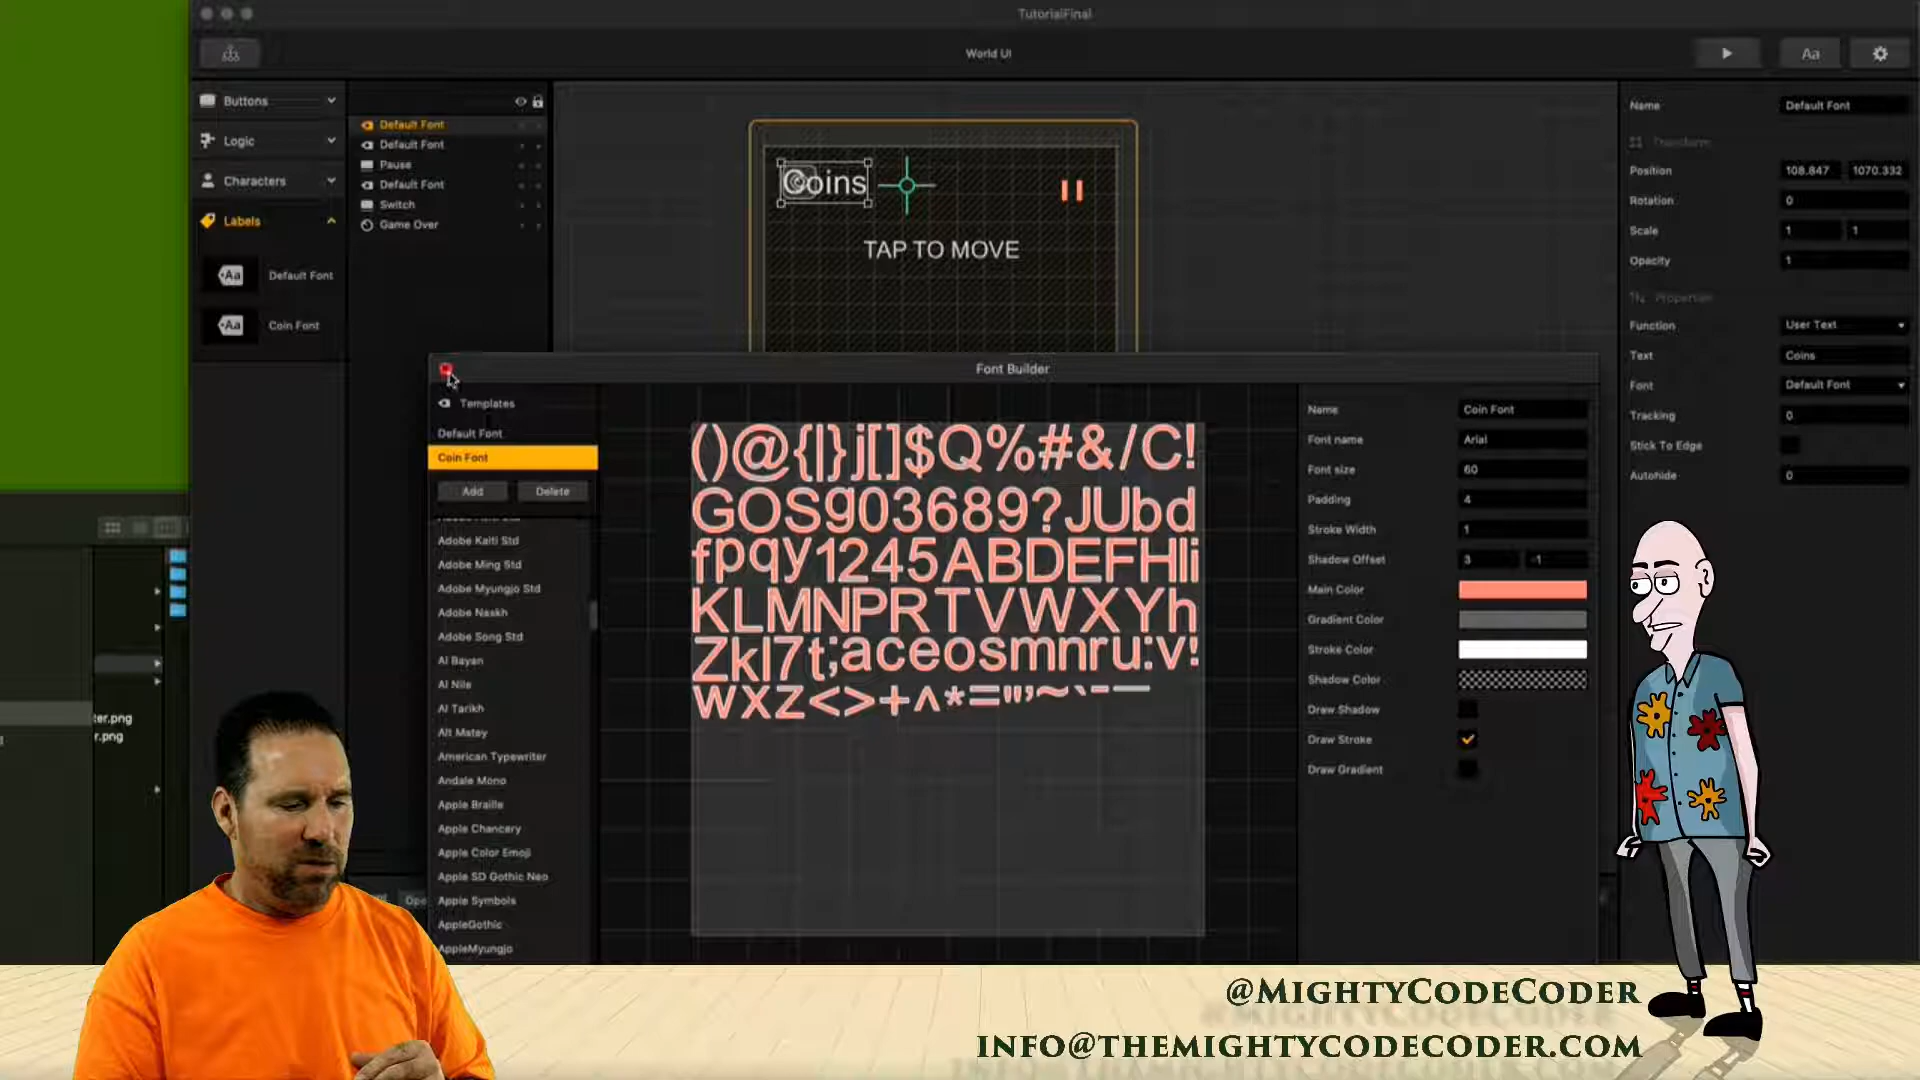 TutorialFinal
World UI
Aa
Buttons
Logic
Characters
Labels
Aa
Default Font
Aa
Coin Font
Default Font
Default Font
Pause
Default Font
Switch
Game Over
Coins
TAP TO MOVE
Name
Default Font
Transform
Position
108.847
1070.332
Rotation
0
Scale
1
1
Opacity
1
Properties
Function
User Text
Text
Coins
Font
Default Font
Tracking
0
Stick To Edge
Autohide
0
Font Builder
Templates
Default Font
Coin Font
Add
Delete
Adobe Kaiti Std
Adobe Ming Std
Adobe Myungjo Std
Adobe Naskh
Adobe Song Std
Al Bayan
Al Nile
Al Tarikh
American Typewriter
Andale Mono
Apple Braille
Apple Chancery
Apple Color Emoji
Apple SD Gothic Neo
Apple Symbols
AppleGothic
AppleMyungjo
()@{|}j[]$Q%#&/C!
GOS903689?JUbd
fpqy1245ABDEFHIi
KLMNPRTVWXYh
Zkl7t;aceosmnru:v!
wxz<>+^*="',~`-—
Name
Coin Font
Font name
Arial
Font size
60
Padding
4
Stroke Width
1
Shadow Offset
3
-1
Main Color
Gradient Color
Stroke Color
Shadow Color
Draw Shadow
Draw Stroke
Draw Gradient
ter.png
r.png
Ope
@MightyCodeCoder
info@themightycodecoder.com